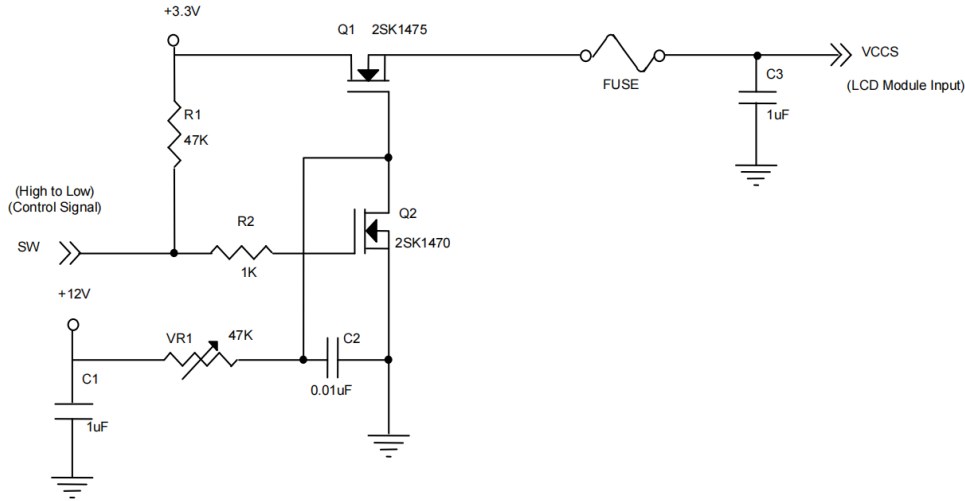 +3.3V
Q1 2SK1475
FUSE
VCCS
(LCD Module Input)
C3
1uF
R1
47K
(High to Low)
(Control Signal)
SW
R2
1K
Q2
2SK1470
+12V
VR1 47K
C2
0.01uF
C1
1uF